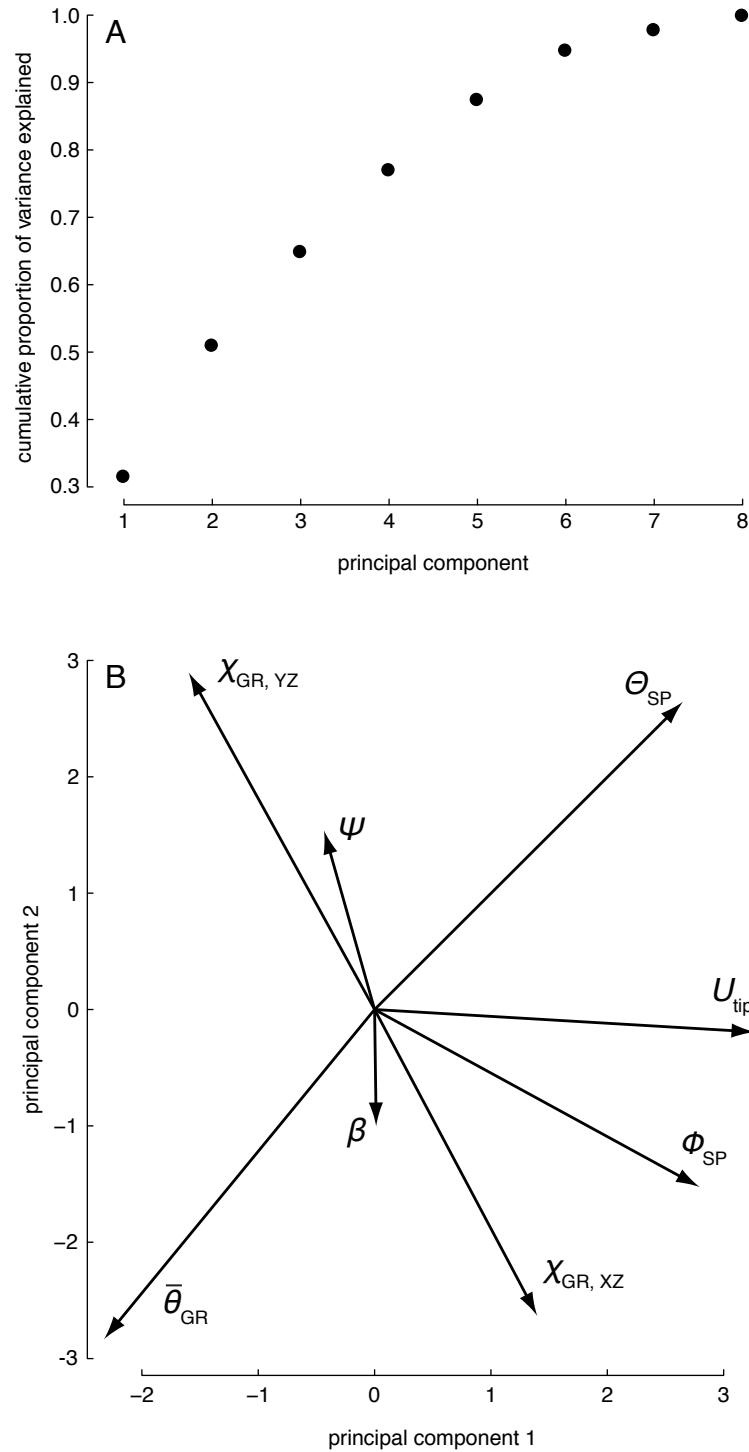 A
1.0
0.9
0.8
0.7
0.6
0.5
0.4
0.3
cumulative proportion of variance explained
1 2 3 4 5 6 7 8
principal component
B
3
2
1
0
−1
−2
-3
principal component 2
χGR, YZ
ΘSP
Ψ
Utip
β
ΦSP
χGR, XZ
θ̄GR
−2 −1 0 1 2 3
principal component 1